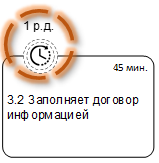 1 р.д.
45 мин.
3.2 Заполняет договор
информацией